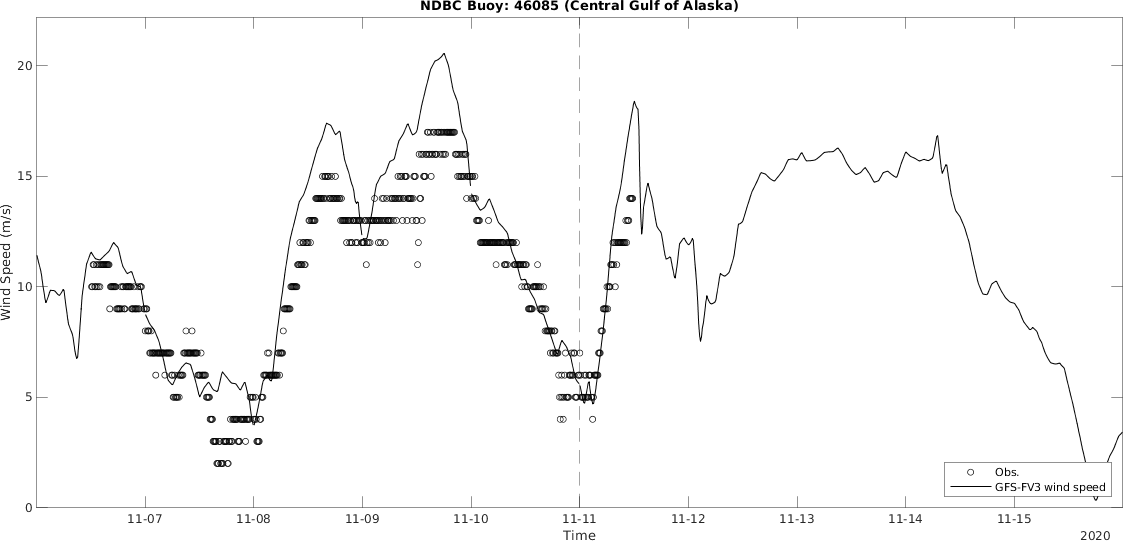 NDBC Buoy: 46085 (Central Gulf of Alaska)
20
15
10
5
0
Wind Speed (m/s)
11-07 11-08 11-09 11-10 11-11 11-12 11-13 11-14 11-15
Time
2020
Obs.
GFS-FV3 wind speed